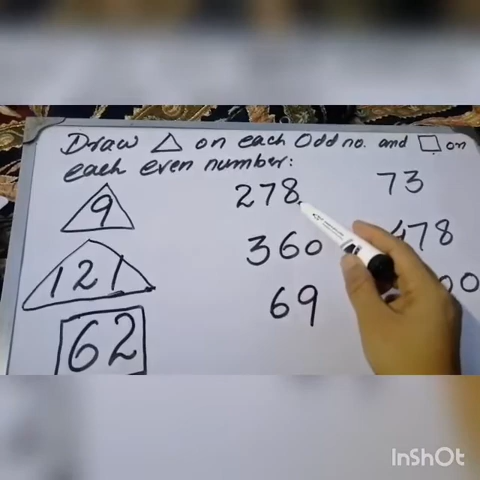 Draw △ on each Odd no. and □ on
each even number:
9 278 73
121 360 478
62 69
InShOt